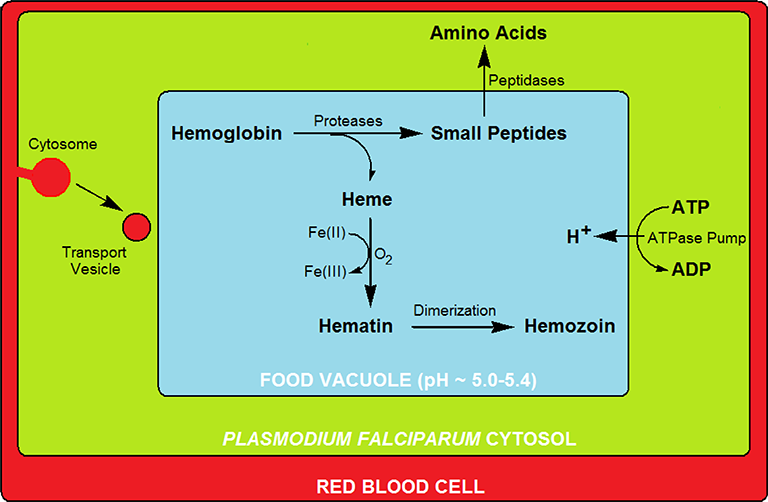 Amino Acids
Peptidases
Hemoglobin
Proteases
Small Peptides
Cytosome
Transport
Vesicle
Heme
Fe(II)
O2
Fe(III)
Hematin
Dimerization
Hemozoin
H+
ATP
ATPase Pump
ADP
FOOD VACUOLE (pH ~ 5.0-5.4)
PLASMODIUM FALCIPARUM CYTOSOL
RED BLOOD CELL